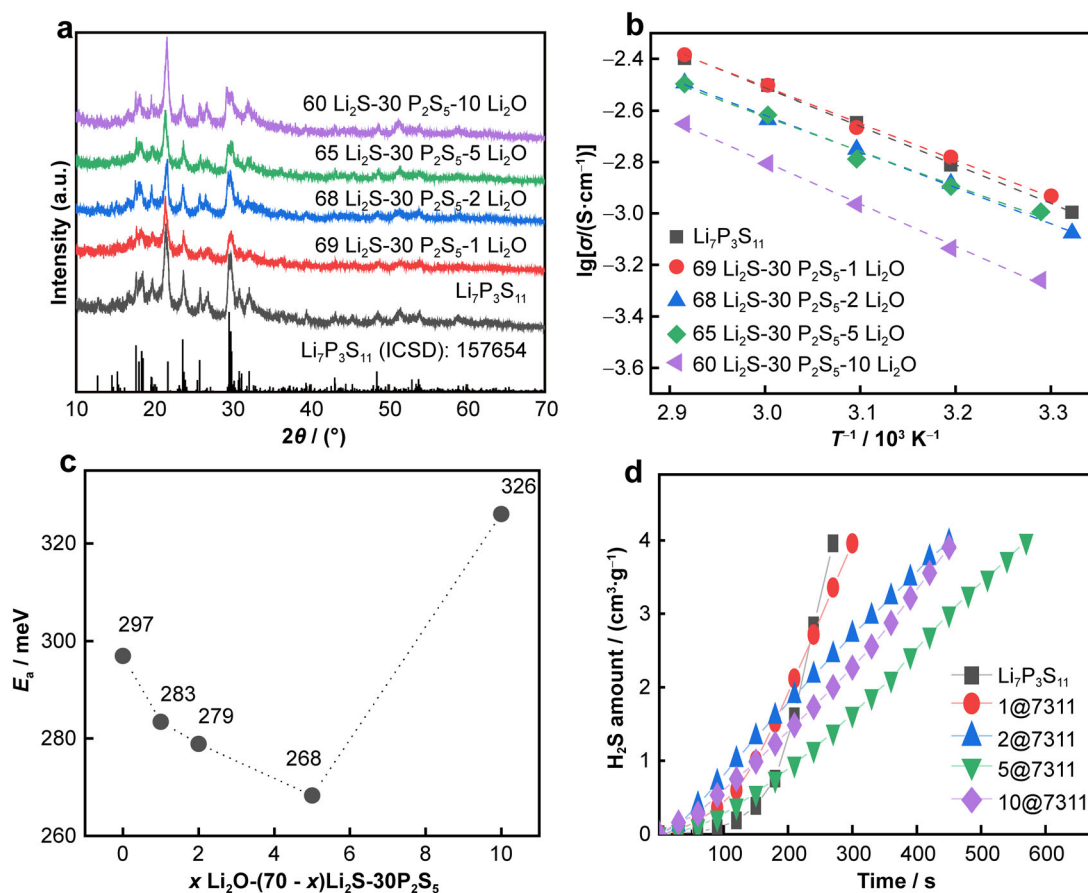 a
60 Li₂S-30 P₂S₅-10 Li₂O
65 Li₂S-30 P₂S₅-5 Li₂O
68 Li₂S-30 P₂S₅-2 Li₂O
69 Li₂S-30 P₂S₅-1 Li₂O
Li₇P₃S₁₁
Li₇P₃S₁₁ (ICSD): 157654
Intensity (a.u.)
10 20 30 40 50 60 70
2θ / (°)
b
−2.4
−2.6
−2.8
−3.0
−3.2
−3.4
−3.6
lg[σ/(S·cm⁻¹)]
Li₇P₃S₁₁
69 Li₂S-30 P₂S₅-1 Li₂O
68 Li₂S-30 P₂S₅-2 Li₂O
65 Li₂S-30 P₂S₅-5 Li₂O
60 Li₂S-30 P₂S₅-10 Li₂O
2.9 3.0 3.1 3.2 3.3
T⁻¹ / 10³ K⁻¹
c
320
300
280
260
Eₐ / meV
297
283
279
268
326
0 2 4 6 8 10
x Li₂O-(70 - x)Li₂S-30P₂S₅
d
4
3
2
1
0
H₂S amount / (cm³·g⁻¹)
Li₇P₃S₁₁
1@7311
2@7311
5@7311
10@7311
100 200 300 400 500 600
Time / s